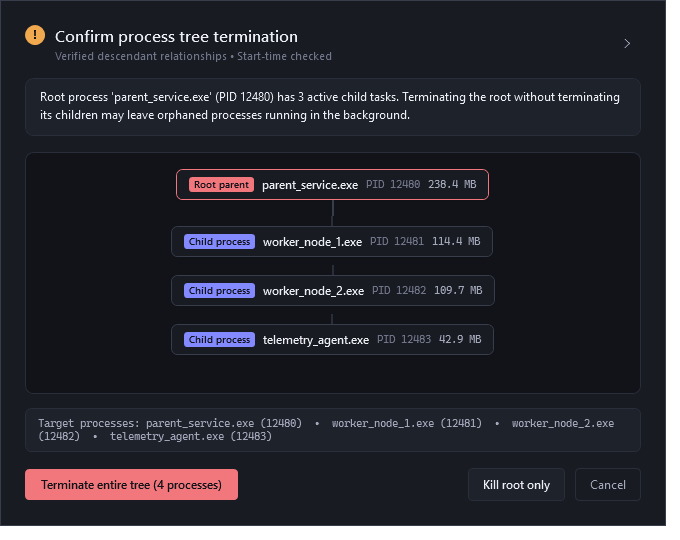 !
Confirm process tree termination
Verified descendant relationships • Start-time checked
Root process 'parent_service.exe' (PID 12480) has 3 active child tasks. Terminating the root without terminating
its children may leave orphaned processes running in the background.
Root parent parent_service.exe PID 12480 238.4 MB
Child process worker_node_1.exe PID 12481 114.4 MB
Child process worker_node_2.exe PID 12482 109.7 MB
Child process telemetry_agent.exe PID 12483 42.9 MB
Target processes: parent_service.exe (12480) • worker_node_1.exe (12481) • worker_node_2.exe
(12482) • telemetry_agent.exe (12483)
Terminate entire tree (4 processes) Kill root only Cancel